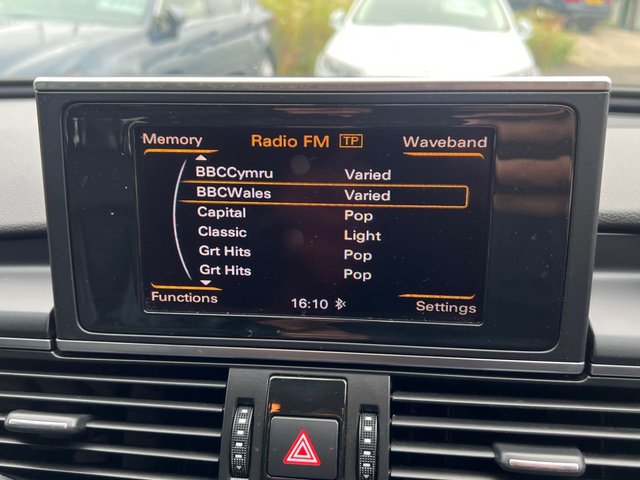 Memory Radio FM TP Waveband
BBCCymru Varied
BBCWales Varied
Capital Pop
Classic Light
Grt Hits Pop
Grt Hits Pop
Functions 16:10 Settings